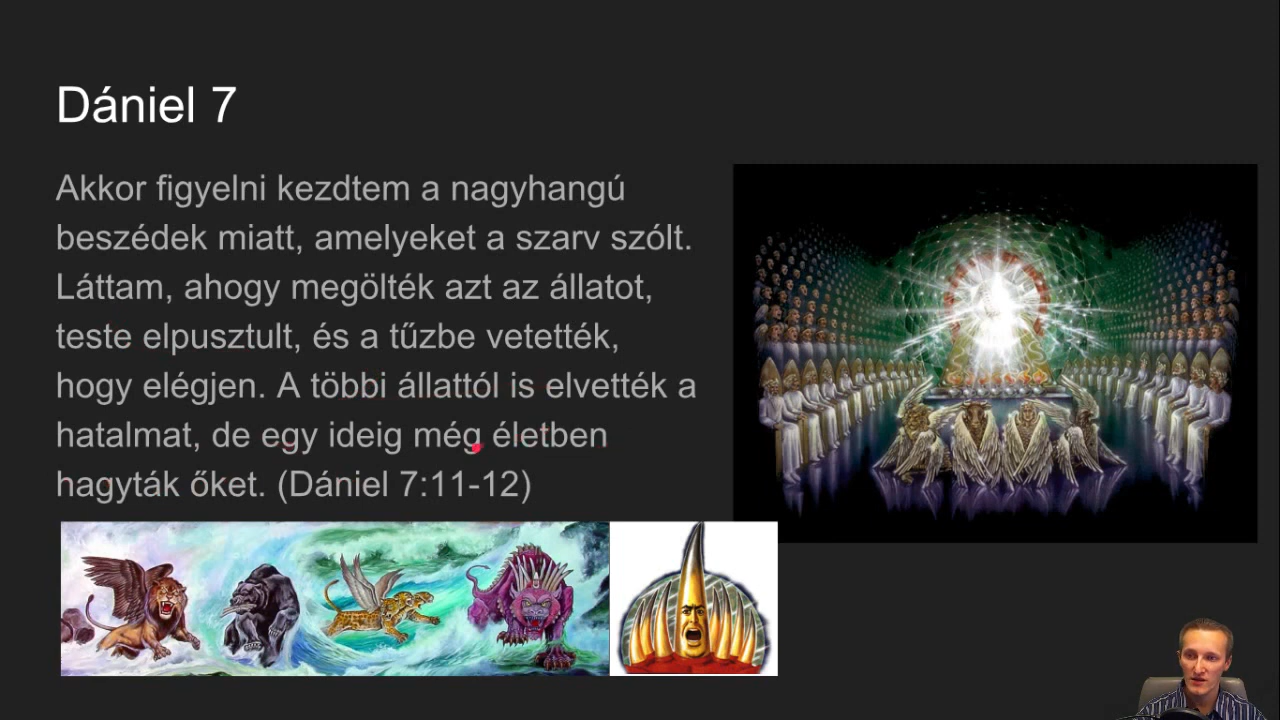 Dániel 7
Akkor figyelni kezdtem a nagyhangú
beszédek miatt, amelyeket a szarv szólt.
Láttam, ahogy megölték azt az állatot,
teste elpusztult, és a tűzbe vetették,
hogy elégjen. A többi állattól is elvették a
hatalmat, de egy ideig még életben
hagyták őket. (Dániel 7:11-12)